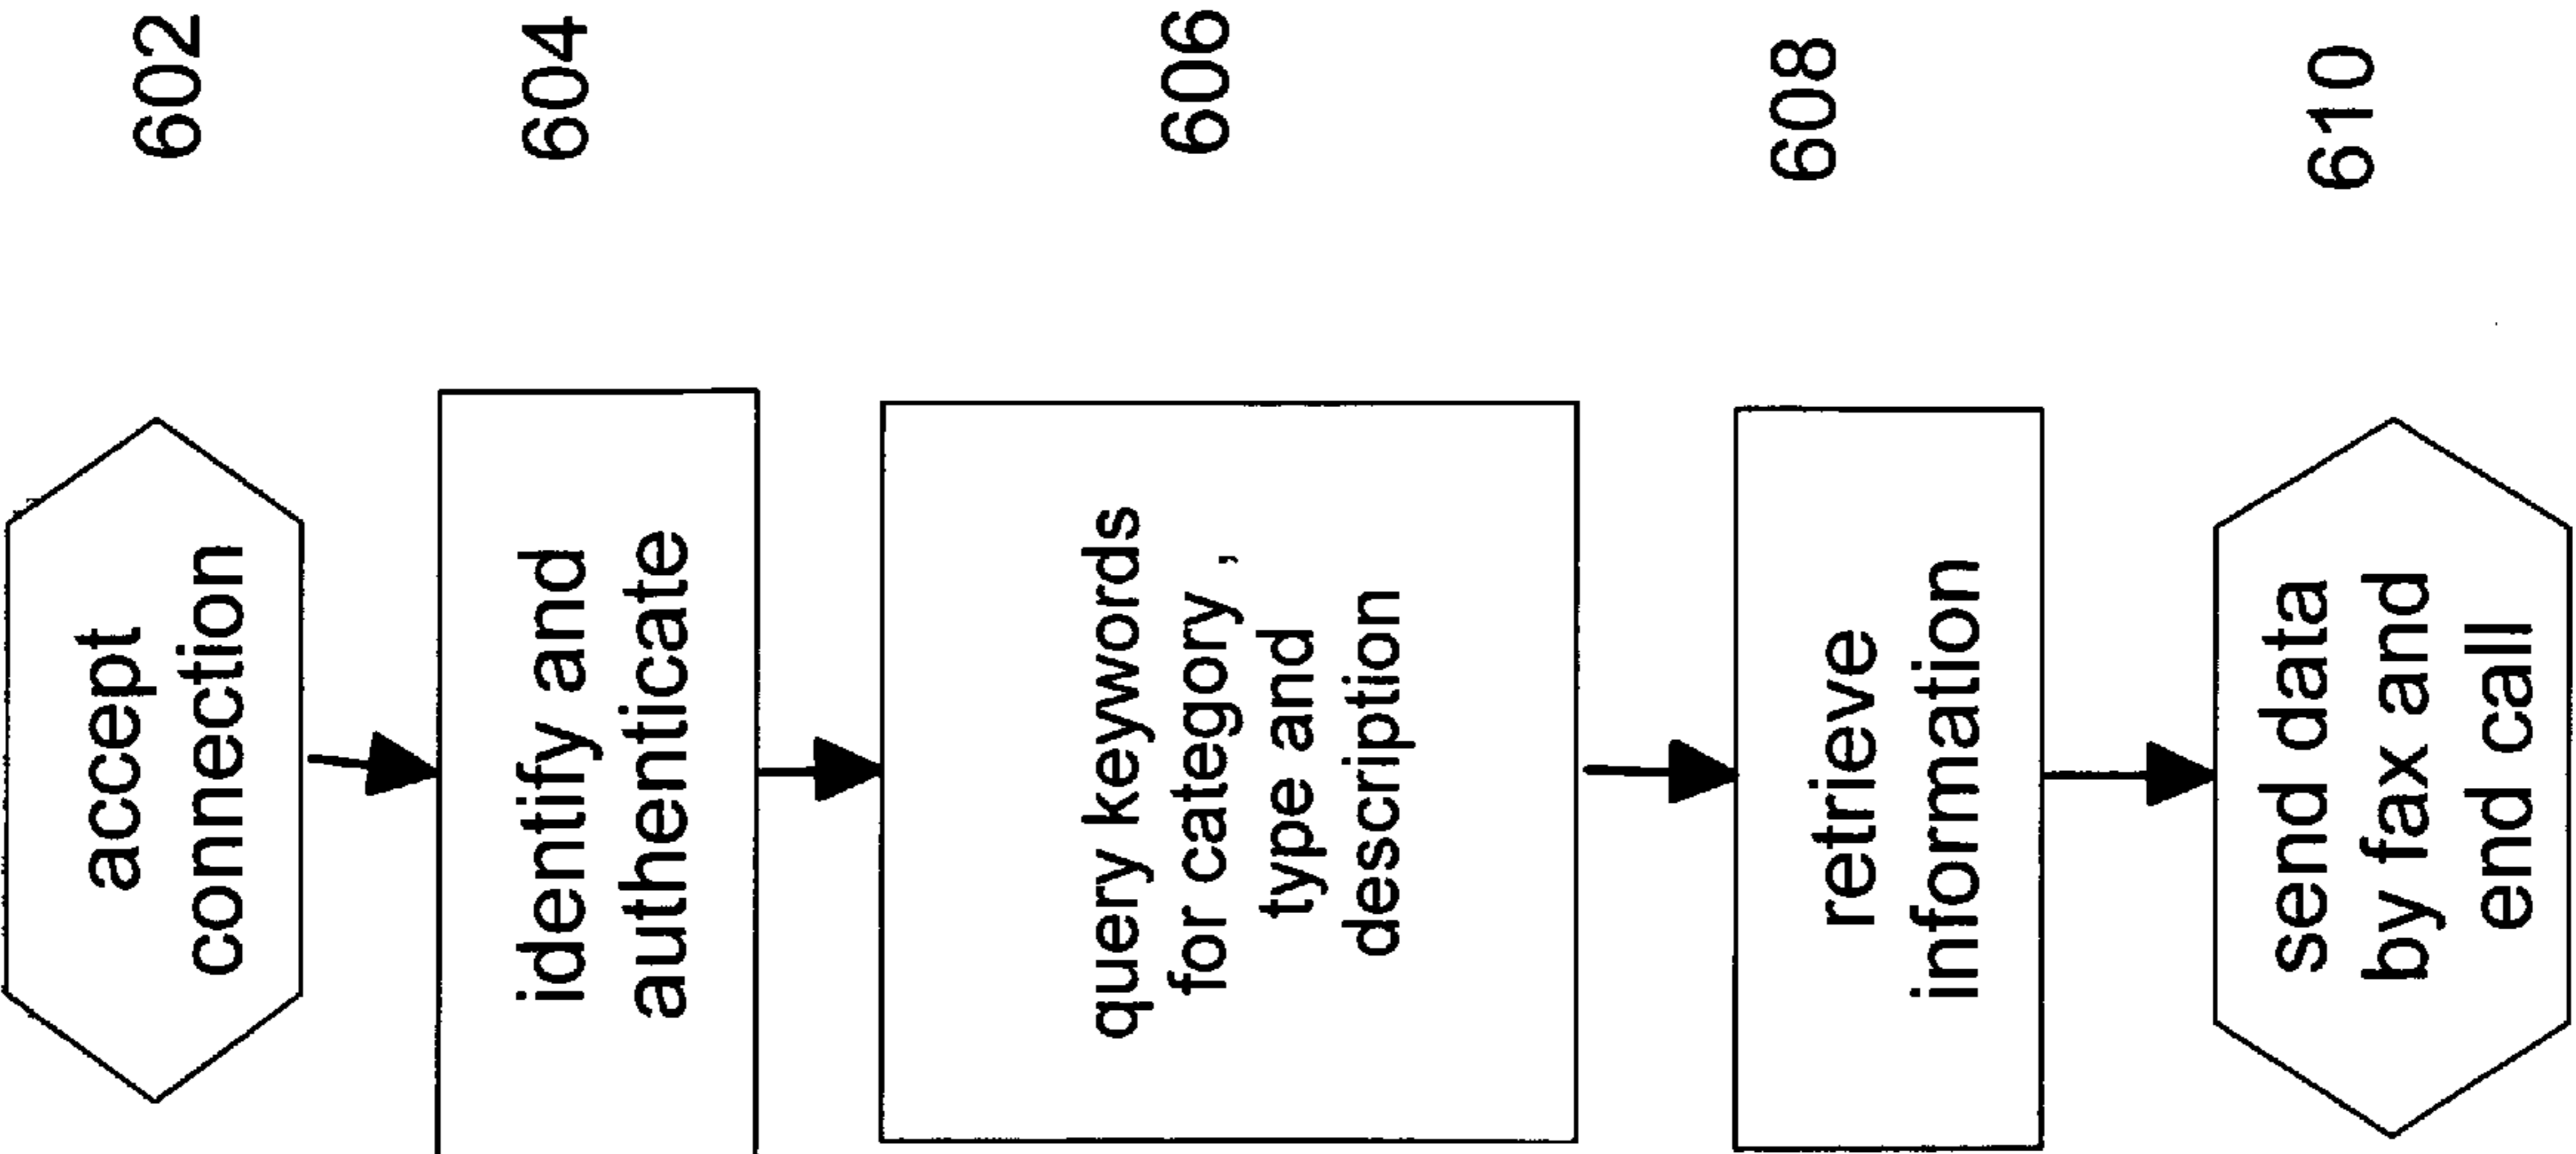 accept
connection
602
identify and
authenticate
604
query keywords
for category ,
type and
description
606
retrieve
information
608
send data
by fax and
end call
610